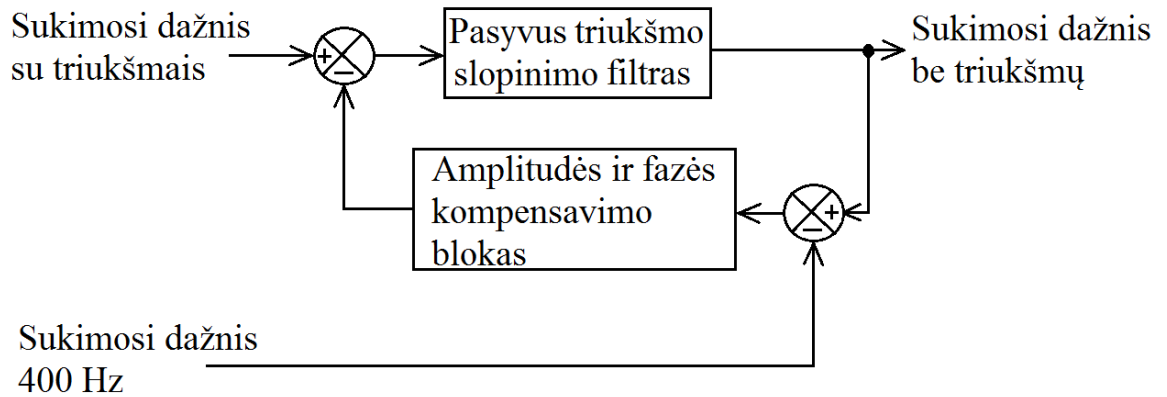 Sukimosi dažnis
su triukšmais
+
−
Pasyvus triukšmo
slopinimo filtras
Sukimosi dažnis
be triukšmų
Amplitudės ir fazės
kompensavimo
blokas
+
−
Sukimosi dažnis
400 Hz